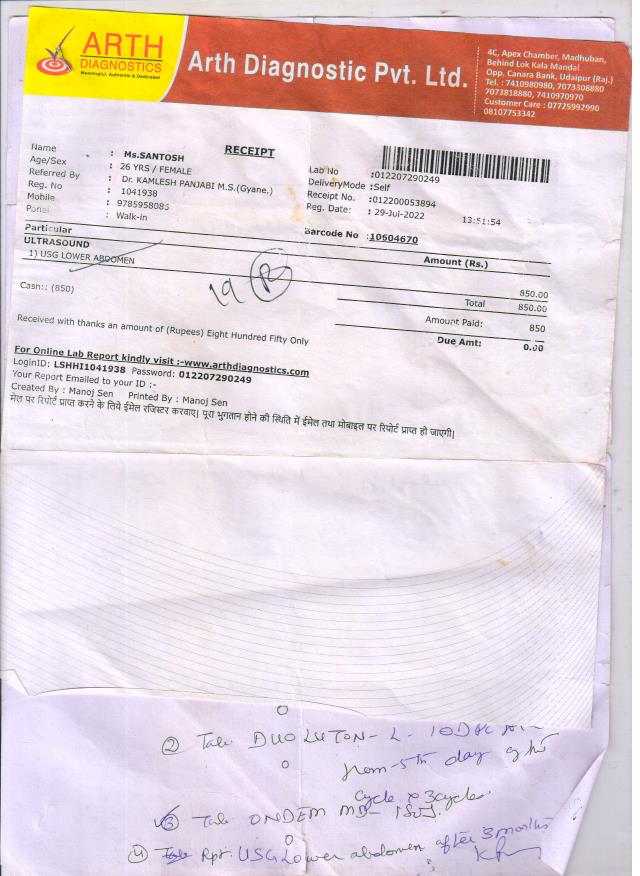 ARTH
DIAGNOSTICS
Meaningful, Authentic & Dedicated
Arth Diagnostic Pvt. Ltd.
4C, Apex Chamber, Madhuban,
Behind Lok Kala Mandal
Opp. Canara Bank, Udaipur (Raj.)
Tel. : 7410980980, 7073308880
7073818880, 7410970970
Customer Care : 07725992990
08107753342
RECEIPT
Name : Ms.SANTOSH
Age/Sex : 26 YRS / FEMALE
Referred By : Dr. KAMLESH PANJABI M.S.(Gyane.)
Reg. No : 1041938
Mobile : 9785958085
Panel : Walk-in
Lab No :012207290249
DeliveryMode :Self
Receipt No. :012200053894
Reg. Date: : 29-Jul-2022 13:51:54
Barcode No :10604670
Particular Amount (Rs.)
ULTRASOUND
1) USG LOWER ABDOMEN 850.00
19
Total 850.00
Cash:: (850)
Amount Paid: 850
Due Amt: 0.00
Received with thanks an amount of (Rupees) Eight Hundred Fifty Only
For Online Lab Report kindly visit :-www.arthdiagnostics.com
LoginID: LSHHI1041938 Password: 012207290249
Your Report Emailed to your ID :-
Created By : Manoj Sen Printed By : Manoj Sen
मेल पर रिपोर्ट प्राप्त करने के लिये ईमेल रजिस्टर करवाए| पूरा भुगतान होने की स्थिति में ईमेल तथा मोबाइल पर रिपोर्ट प्राप्त हो जाएगी|
② Tab. DUOLUTON-L-
from 5th day of
cycle x 3 cycles
③ Tab ONDEM MD-
④ Rpt. USG Lower abdomen after 3 months